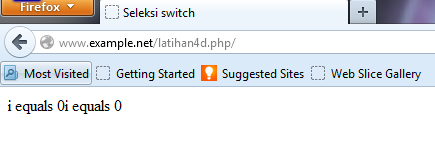 Firefox
Seleksi switch
www.example.net/latihan4d.php/
Most Visited Getting Started Suggested Sites Web Slice Gallery
i equals 0i equals 0